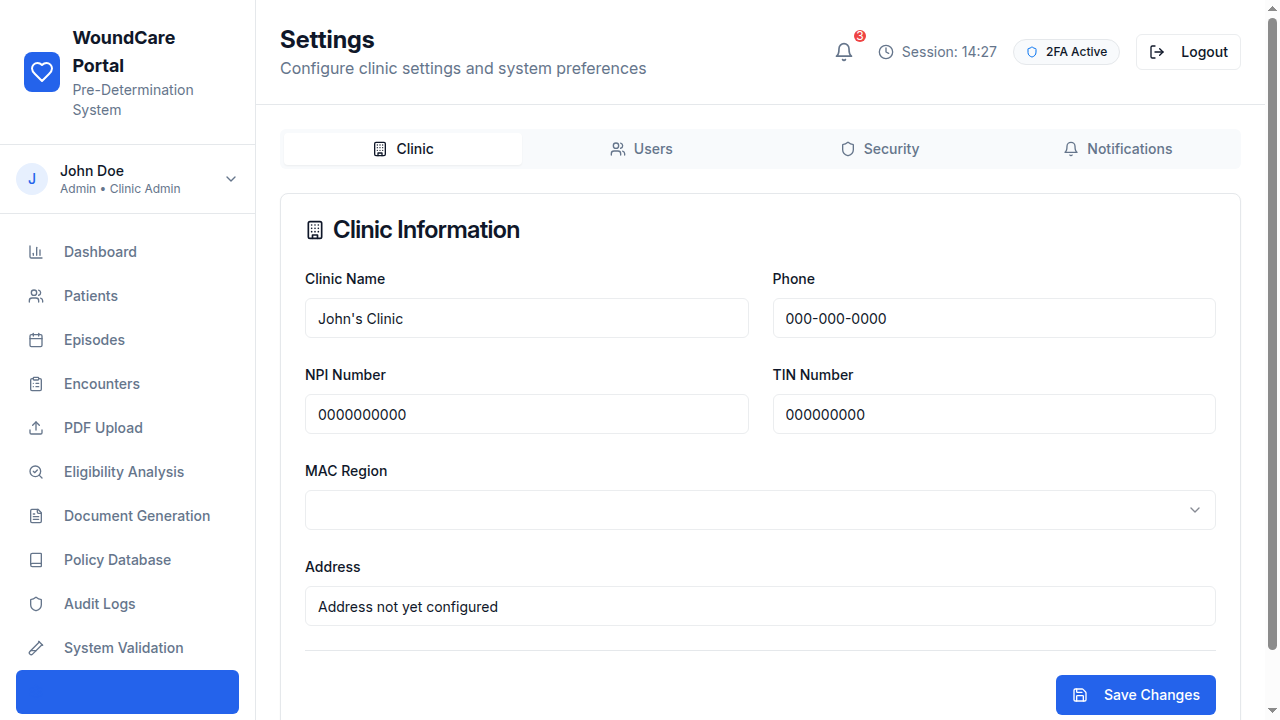 WoundCare
Portal
Pre-Determination
System
J
John Doe
Admin • Clinic Admin
Dashboard
Patients
Episodes
Encounters
PDF Upload
Eligibility Analysis
Document Generation
Policy Database
Audit Logs
System Validation
Settings
Configure clinic settings and system preferences
3
Session: 14:27
2FA Active
Logout
Clinic
Users
Security
Notifications
Clinic Information
Clinic Name
John's Clinic
Phone
000-000-0000
NPI Number
0000000000
TIN Number
000000000
MAC Region
Address
Address not yet configured
Save Changes